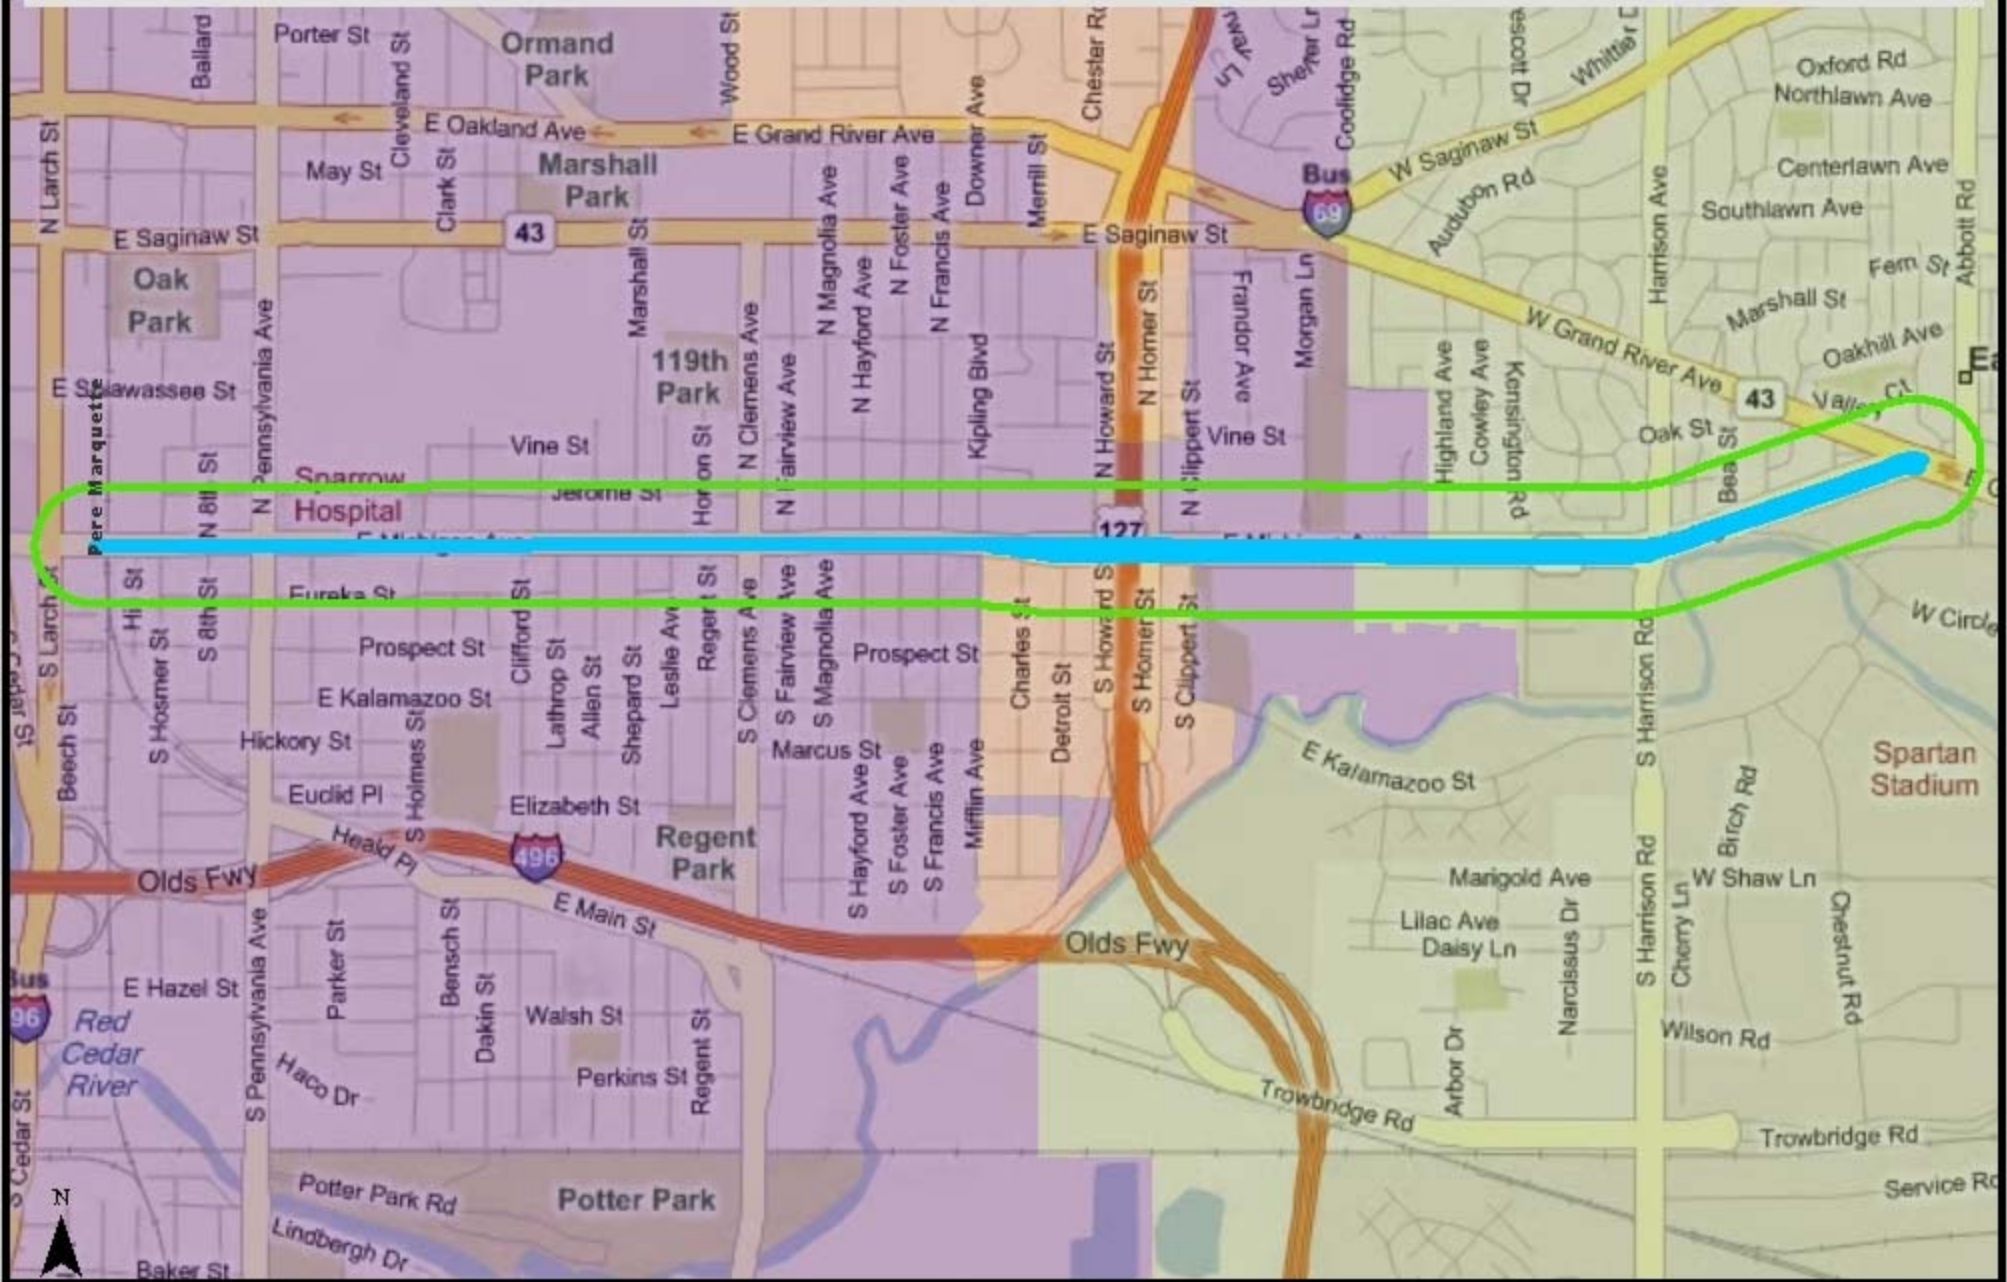 Porter St
Ballard
Cleveland St
Ormand
Park
Wood St
Chester Rd
Coolidge Rd
Oxford Rd
Northlawn Ave
N Larch St
E Oakland Ave
E Grand River Ave
Downer Ave
Merrill St
W Saginaw St
Centerlawn Ave
May St
Clark St
Marshall
Park
Bus
69
Audubon Rd
Harrison Ave
Southlawn Ave
Abbott Rd
E Saginaw St
43
E Saginaw St
Fern St
Oak
Park
Marshall St
N Magnolia Ave
N Hayford Ave
N Foster Ave
N Francis Ave
N Homer St
Frandor Ave
Morgan Ln
W Grand River Ave
Marshall St
Oakhill Ave
N Pennsylvania Ave
119th
Park
N Clemens Ave
N Fairview Ave
Kipling Blvd
N Howard St
N Clippert St
Highland Ave
Cowley Ave
Kensington Rd
43
Valley Ct
Pere Marquette
Vine St
Vine St
Oak St
N 8th St
Sparrow
Hospital
Jerome St
127
Eureka St
S Larch St
S 8th St
S Hosmer St
Prospect St
Clifford St
Lathrop St
Allen St
Shepard St
Leslie Ave
Regent St
S Clemens Ave
S Fairview Ave
S Magnolia Ave
Prospect St
Charles St
Detroit St
S Howard S
S Homer St
S Clippert St
S Harrison Rd
W Circle
E Kalamazoo St
Beech St
Hickory St
S Holmes St
Marcus St
E Kalamazoo St
Spartan
Stadium
Euclid Pl
Elizabeth St
Regent
Park
S Hayford Ave
S Foster Ave
S Francis Ave
Mifflin Ave
Birch Rd
Heald Pl
496
Olds Fwy
Marigold Ave
S Harrison Rd
W Shaw Ln
E Main St
Lilac Ave
Daisy Ln
Narcissus Dr
Cherry Ln
Chestnut Rd
Olds Fwy
S Pennsylvania Ave
Parker St
Bensch St
E Hazel St
Dakin St
Walsh St
Regent St
96
Red
Cedar
River
Arbor Dr
Wilson Rd
Haco Dr
Perkins St
S Cedar St
Trowbridge Rd
Trowbridge Rd
N
Potter Park Rd
Potter Park
Service Rd
Lindbergh Dr
Baker St